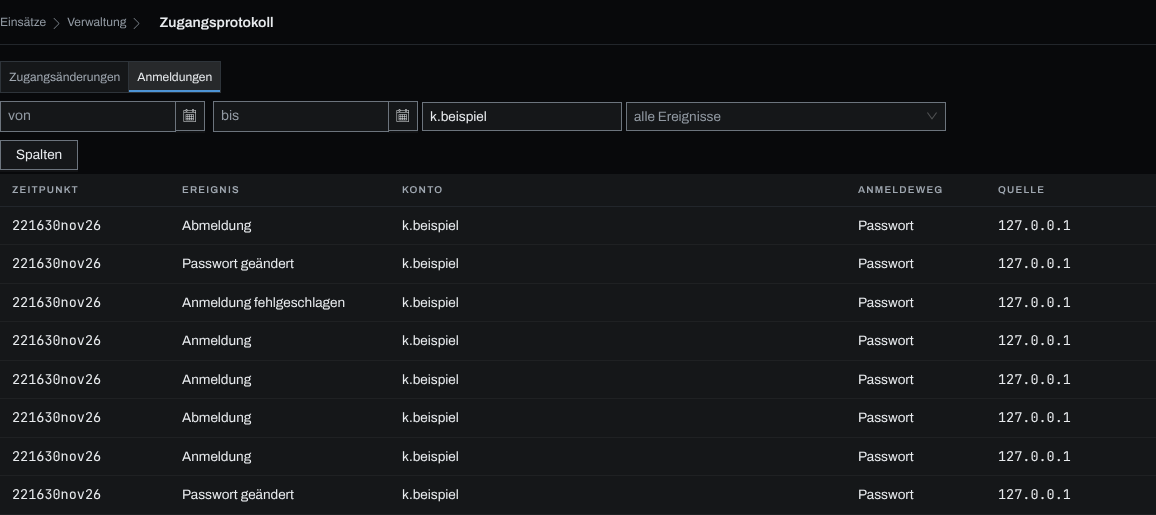 Einsätze Verwaltung Zugangsprotokoll
Zugangsänderungen Anmeldungen
von bis k.beispiel alle Ereignisse
Spalten
ZEITPUNKT EREIGNIS KONTO ANMELDEWEG QUELLE
221630nov26 Abmeldung k.beispiel Passwort 127.0.0.1
221630nov26 Passwort geändert k.beispiel Passwort 127.0.0.1
221630nov26 Anmeldung fehlgeschlagen k.beispiel Passwort 127.0.0.1
221630nov26 Anmeldung k.beispiel Passwort 127.0.0.1
221630nov26 Anmeldung k.beispiel Passwort 127.0.0.1
221630nov26 Abmeldung k.beispiel Passwort 127.0.0.1
221630nov26 Anmeldung k.beispiel Passwort 127.0.0.1
221630nov26 Passwort geändert k.beispiel Passwort 127.0.0.1